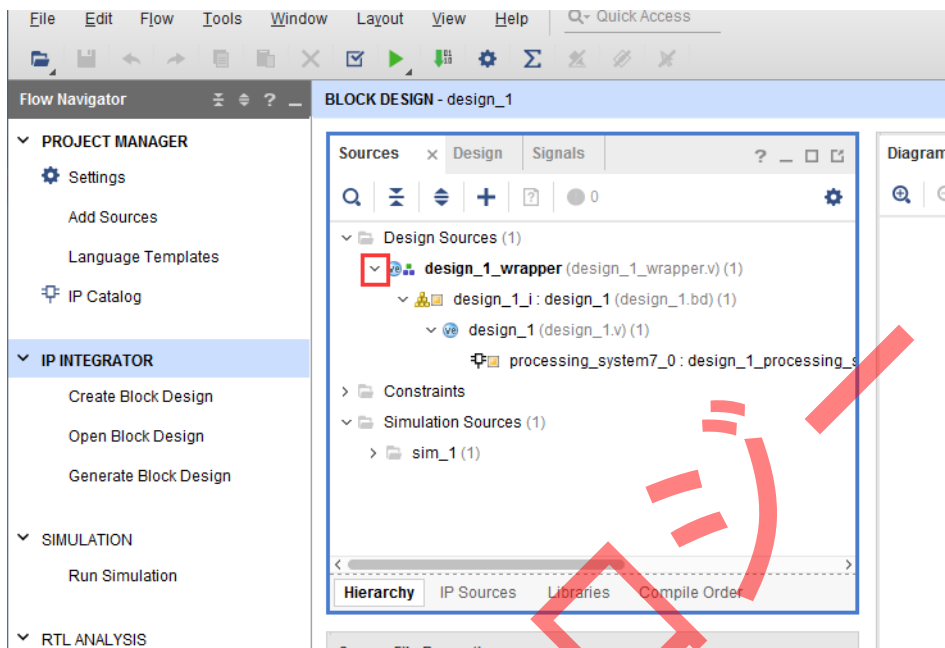 File Edit Flow Tools Window Layout View Help Quick Access
Flow Navigator
BLOCK DESIGN - design_1
PROJECT MANAGER
Settings
Add Sources
Language Templates
IP Catalog
IP INTEGRATOR
Create Block Design
Open Block Design
Generate Block Design
SIMULATION
Run Simulation
RTL ANALYSIS
Sources Design Signals
0
Design Sources (1)
design_1_wrapper (design_1_wrapper.v) (1)
design_1_i : design_1 (design_1.bd) (1)
design_1 (design_1.v) (1)
processing_system7_0 : design_1_processing_s
Constraints
Simulation Sources (1)
sim_1 (1)
Hierarchy IP Sources Libraries Compile Order
Diagram